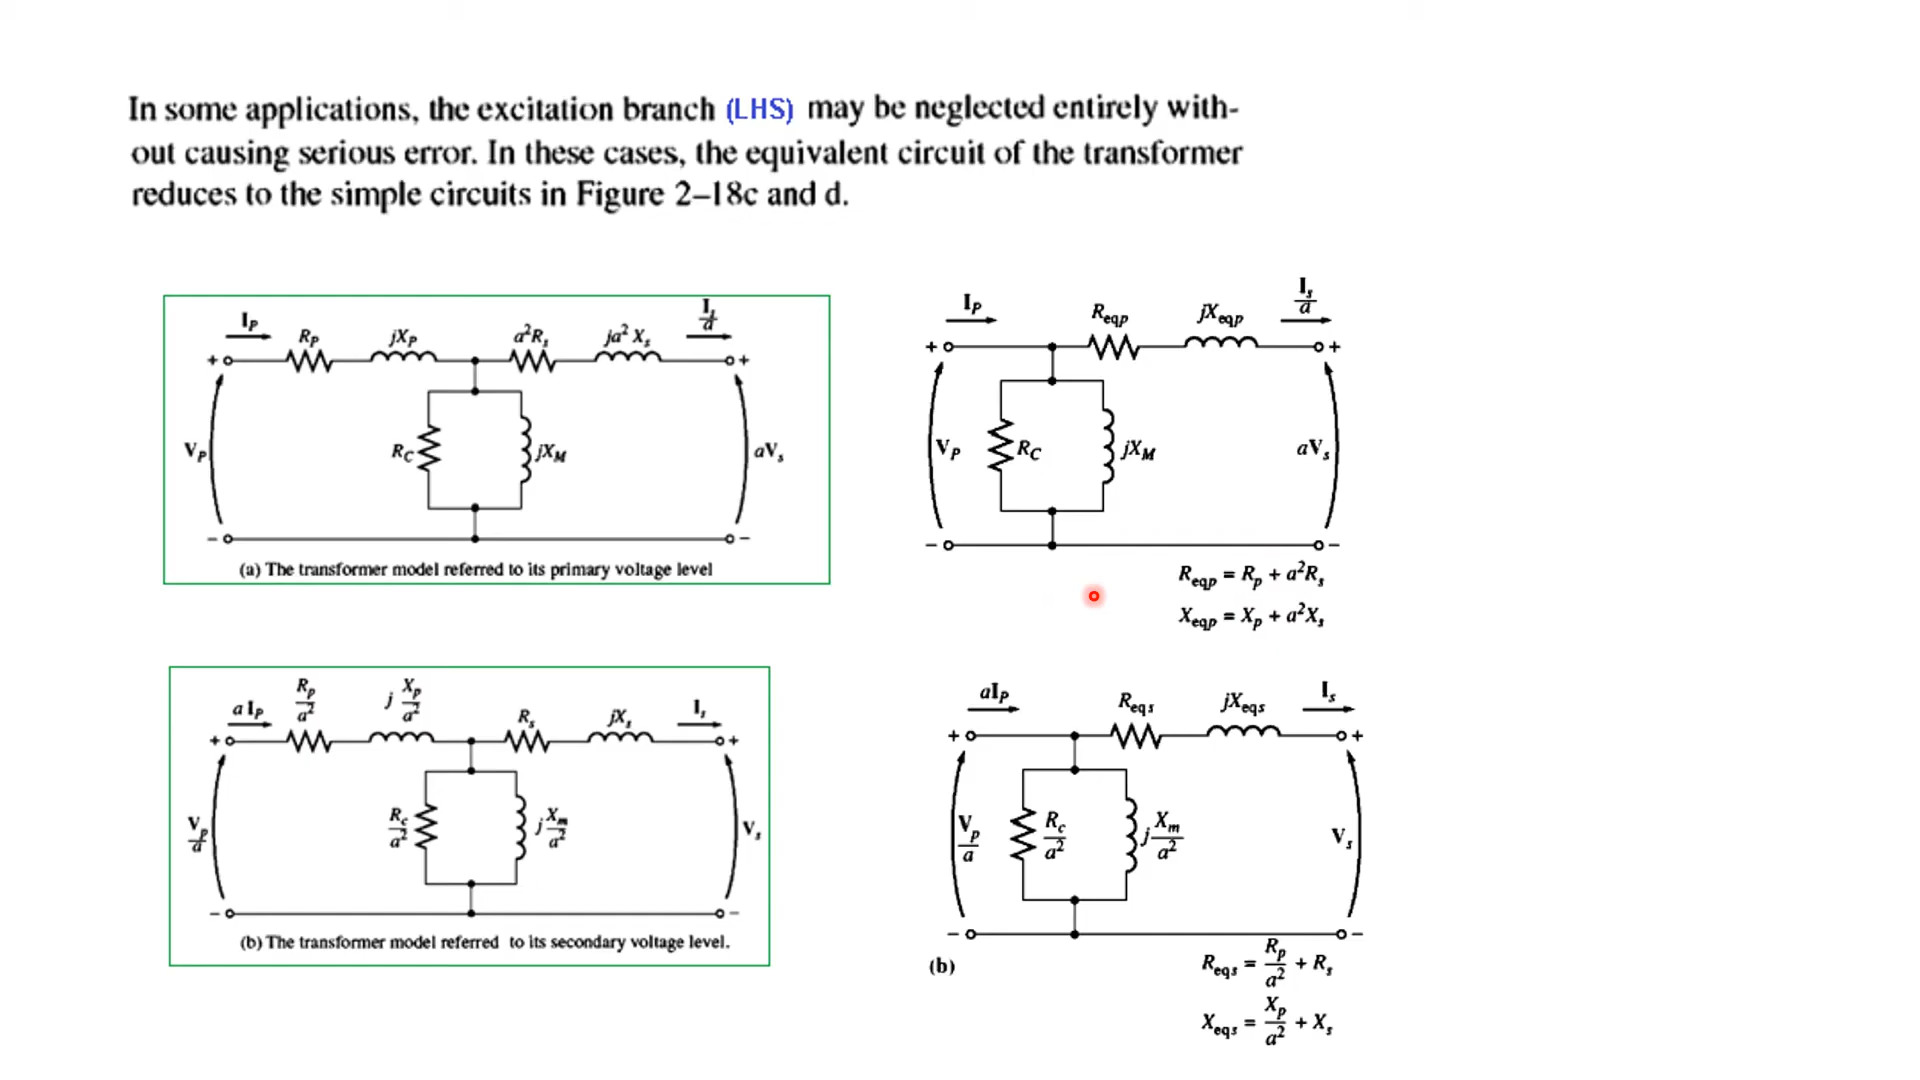 In some applications, the excitation branch (LHS) may be neglected entirely with-
out causing serious error. In these cases, the equivalent circuit of the transformer
reduces to the simple circuits in Figure 2–18c and d.
I_P
R_P
jX_P
a²R_s
ja² X_s
I_s/a
+ +
V_P
R_C
jX_M
aV_s
− −
(a) The transformer model referred to its primary voltage level
I_P
R_eqp
jX_eqp
I_s/a
+ +
V_P
R_C
jX_M
aV_s
− −
R_eqp = R_p + a²R_s
X_eqp = X_p + a²X_s
a I_P
R_p/a²
j X_p/a²
R_s
jX_s
I_s
+ +
V_p/a
R_c/a²
j X_m/a²
V_s
− −
(b) The transformer model referred to its secondary voltage level.
aI_P
R_eqs
jX_eqs
I_s
+ +
V_p/a
R_c/a²
j X_m/a²
V_s
− −
(b)
R_eqs = R_p/a² + R_s
X_eqs = X_p/a² + X_s